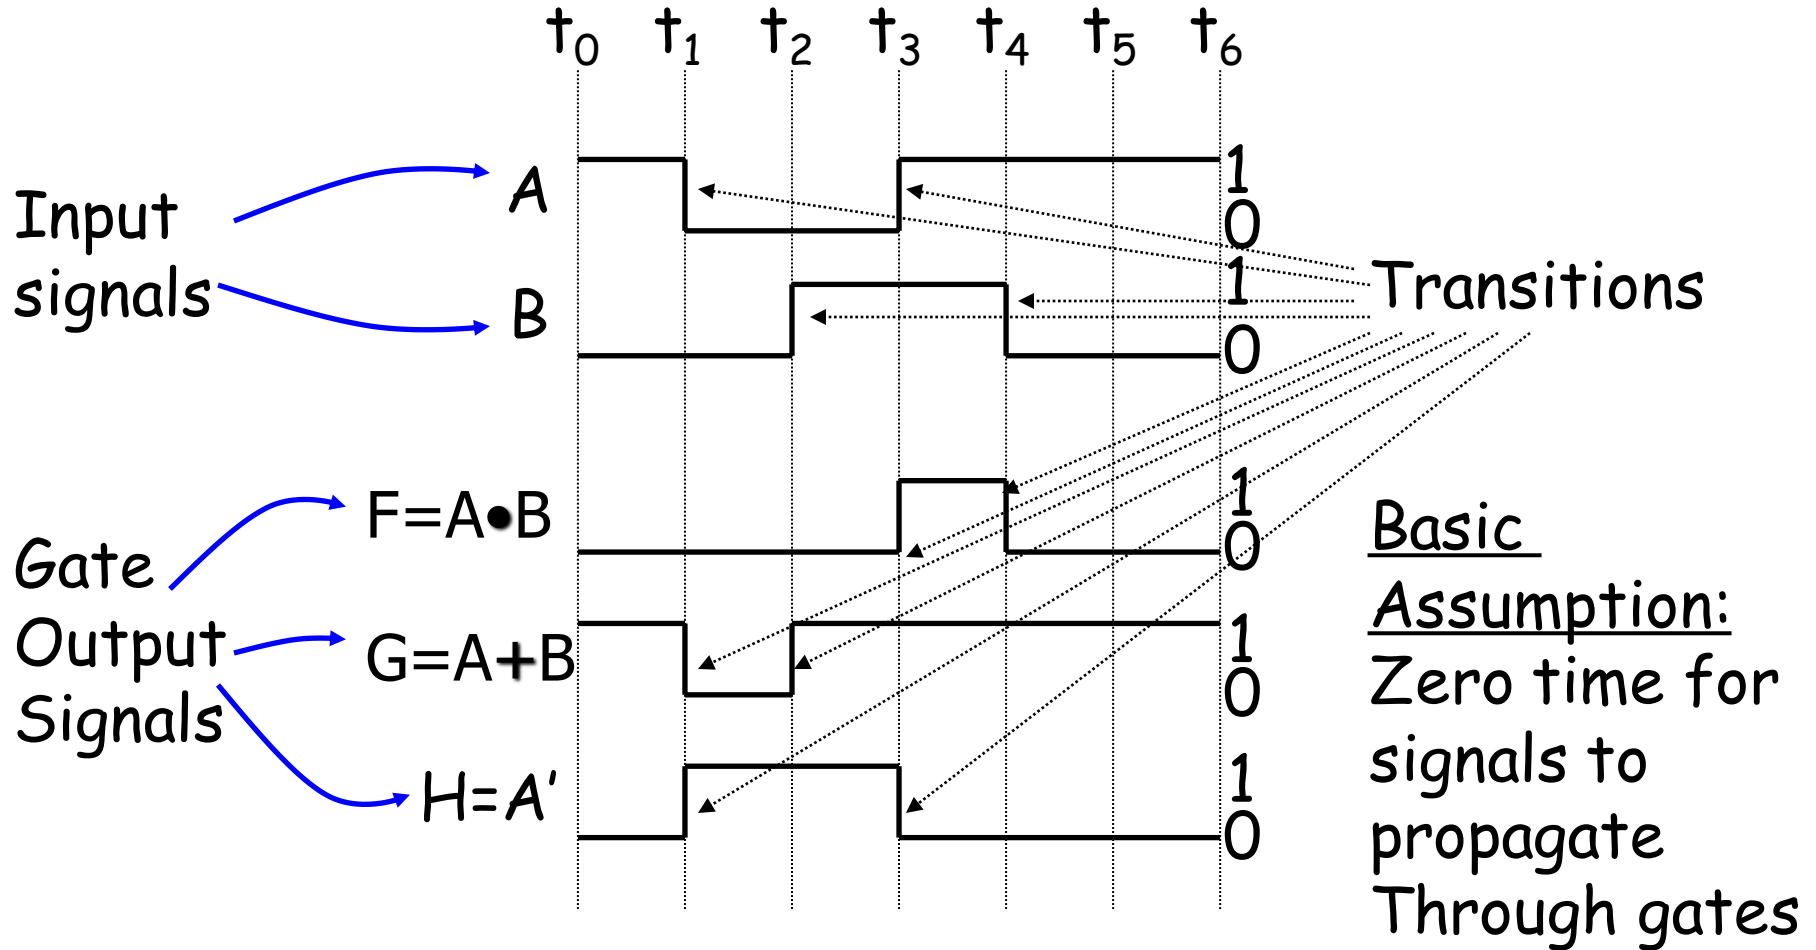 t0 t1 t2 t3 t4 t5 t6
Input
signals
A
1
0
B
1
0
Transitions
F=A•B
1
0
Gate
Output
Signals
G=A+B
1
0
H=A'
1
0
Basic
Assumption:
Zero time for
signals to
propagate
Through gates